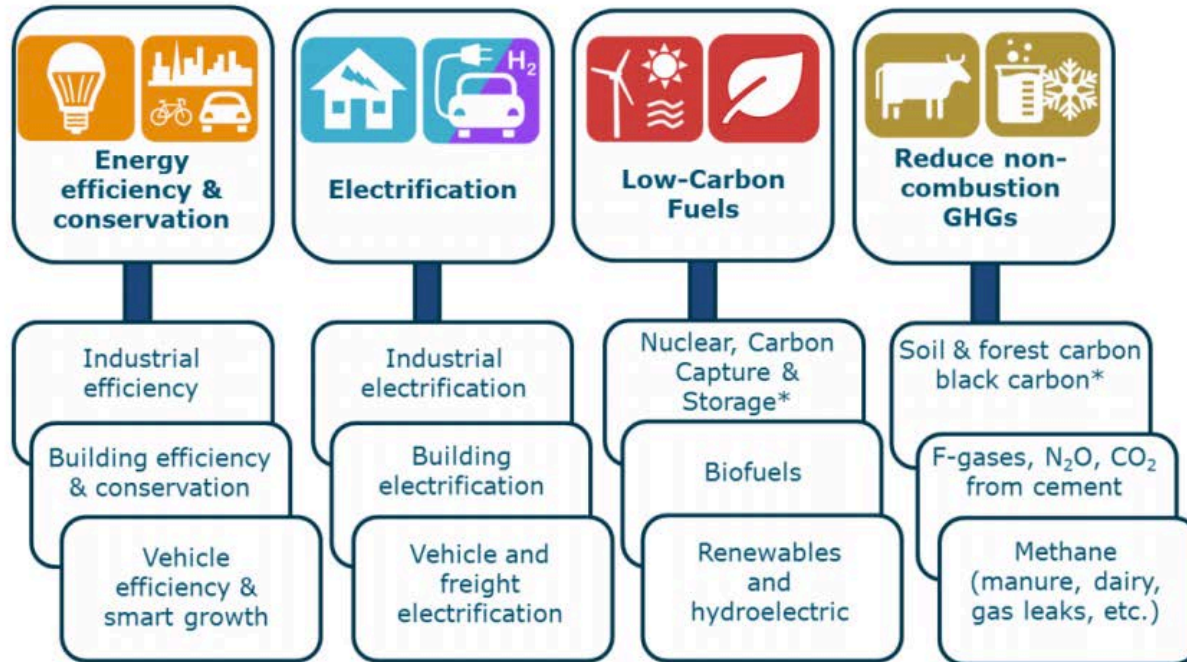 H₂
Energy
efficiency &
conservation
Electrification
Low-Carbon
Fuels
Reduce non-
combustion
GHGs
Industrial
efficiency
Building efficiency
& conservation
Vehicle
efficiency &
smart growth
Industrial
electrification
Building
electrification
Vehicle and
freight
electrification
Nuclear, Carbon
Capture &
Storage*
Biofuels
Renewables
and
hydroelectric
Soil & forest carbon
black carbon*
F-gases, N₂O, CO₂
from cement
Methane
(manure, dairy,
gas leaks, etc.)